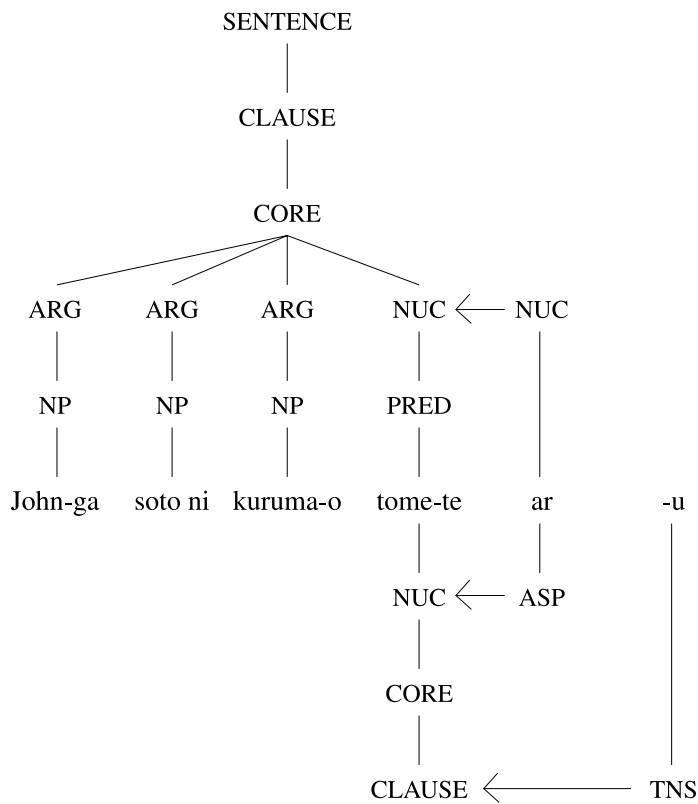 SENTENCE
CLAUSE
CORE
ARG ARG ARG NUC NUC
NP NP NP PRED
John-ga soto ni kuruma-o tome-te ar -u
NUC ASP
CORE
CLAUSE TNS